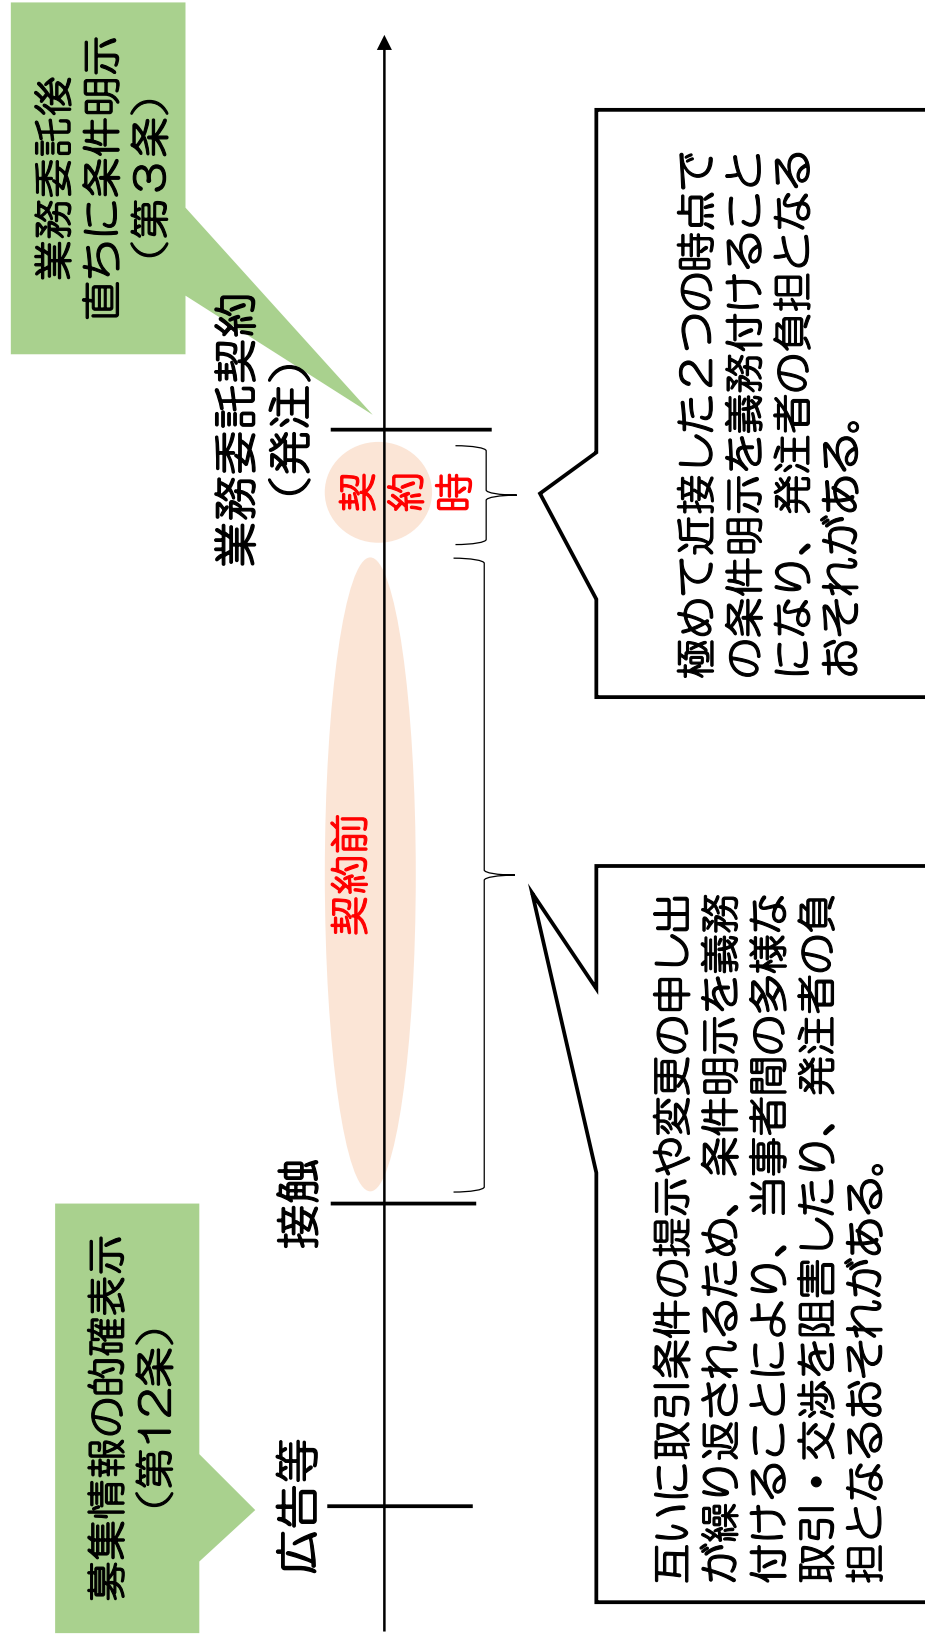 募集情報の的確表示
（第12条）
業務委託後
直ちに条件明示
（第３条）
広告等
接触
業務委託契約
（発注）
契約前
契
約
時
互いに取引条件の提示や変更の申し出
が繰り返されるため、条件明示を義務
付けることにより、当事者間の多様な
取引・交渉を阻害したり、発注者の負
担となるおそれがある。
極めて近接した２つの時点で
の条件明示を義務付けること
になり、発注者の負担となる
おそれがある。